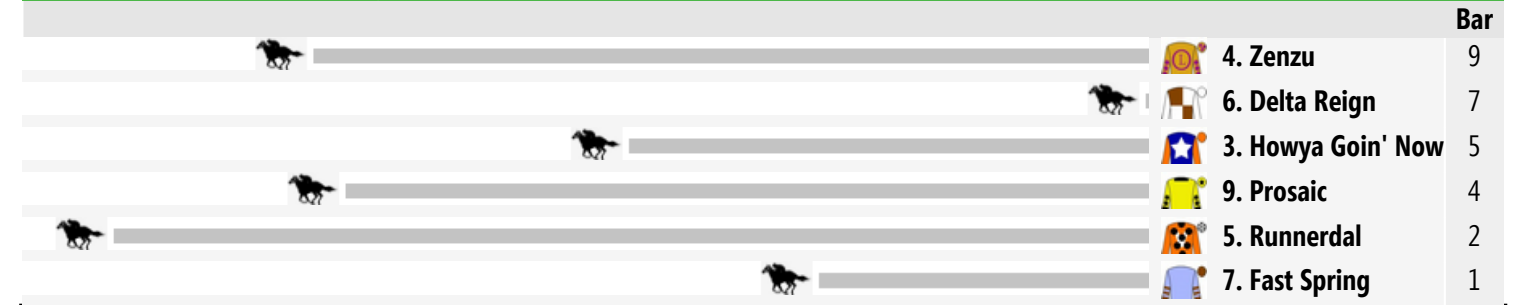 Bar
4. Zenzu 9
6. Delta Reign 7
3. Howya Goin' Now 5
9. Prosaic 4
5. Runnerdal 2
7. Fast Spring 1